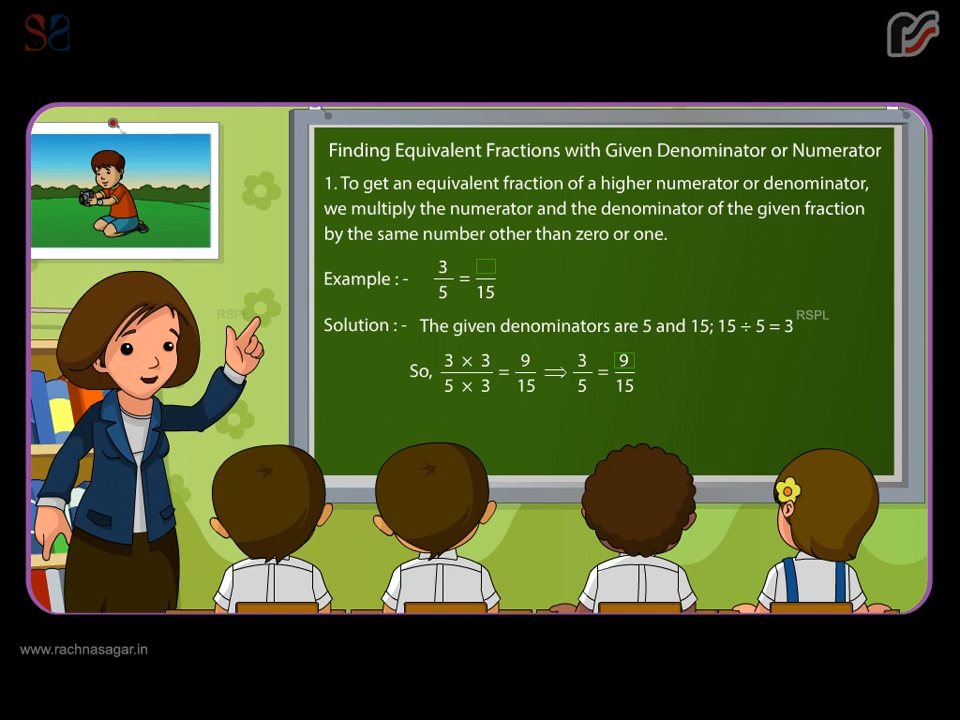 sa
Finding Equivalent Fractions with Given Denominator or Numerator
1. To get an equivalent fraction of a higher numerator or denominator,
we multiply the numerator and the denominator of the given fraction
by the same number other than zero or one.
Example : - 3/5 = □/15
RSPL
Solution : - The given denominators are 5 and 15; 15 ÷ 5 = 3
RSPL
So, (3 × 3)/(5 × 3) = 9/15 ⟹ 3/5 = 9/15
www.rachnasagar.in